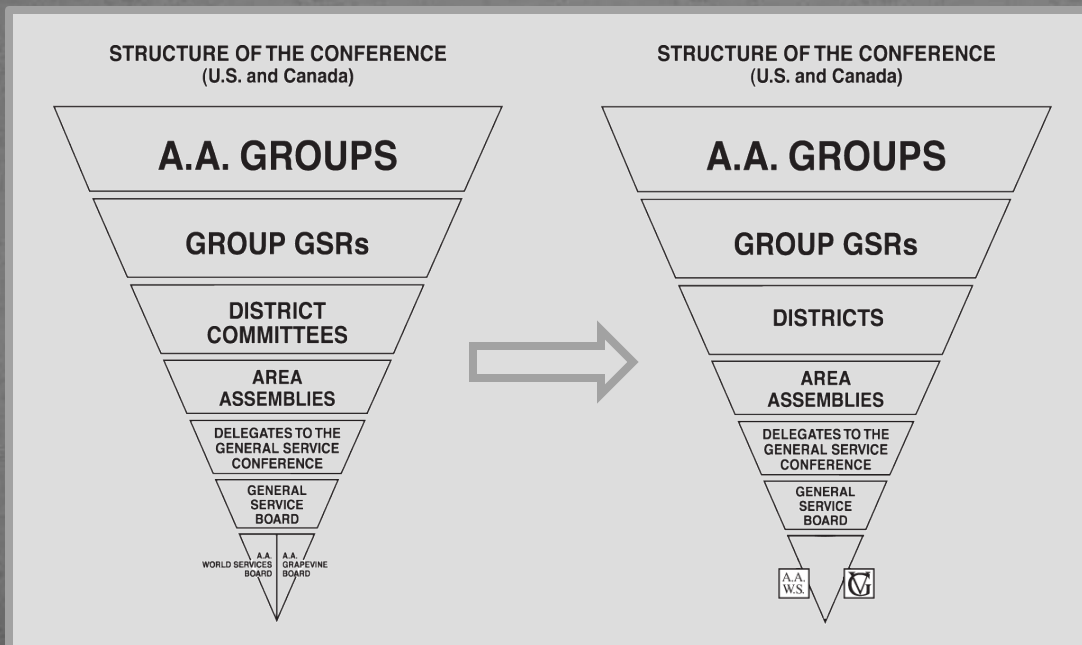 STRUCTURE OF THE CONFERENCE
(U.S. and Canada)
A.A. GROUPS
GROUP GSRs
DISTRICT
COMMITTEES
AREA
ASSEMBLIES
DELEGATES TO THE
GENERAL SERVICE
CONFERENCE
GENERAL
SERVICE
BOARD
A.A.
WORLD SERVICES
BOARD
A.A.
GRAPEVINE
BOARD
STRUCTURE OF THE CONFERENCE
(U.S. and Canada)
A.A. GROUPS
GROUP GSRs
DISTRICTS
AREA
ASSEMBLIES
DELEGATES TO THE
GENERAL SERVICE
CONFERENCE
GENERAL
SERVICE
BOARD
A.A.
W.S.
GV